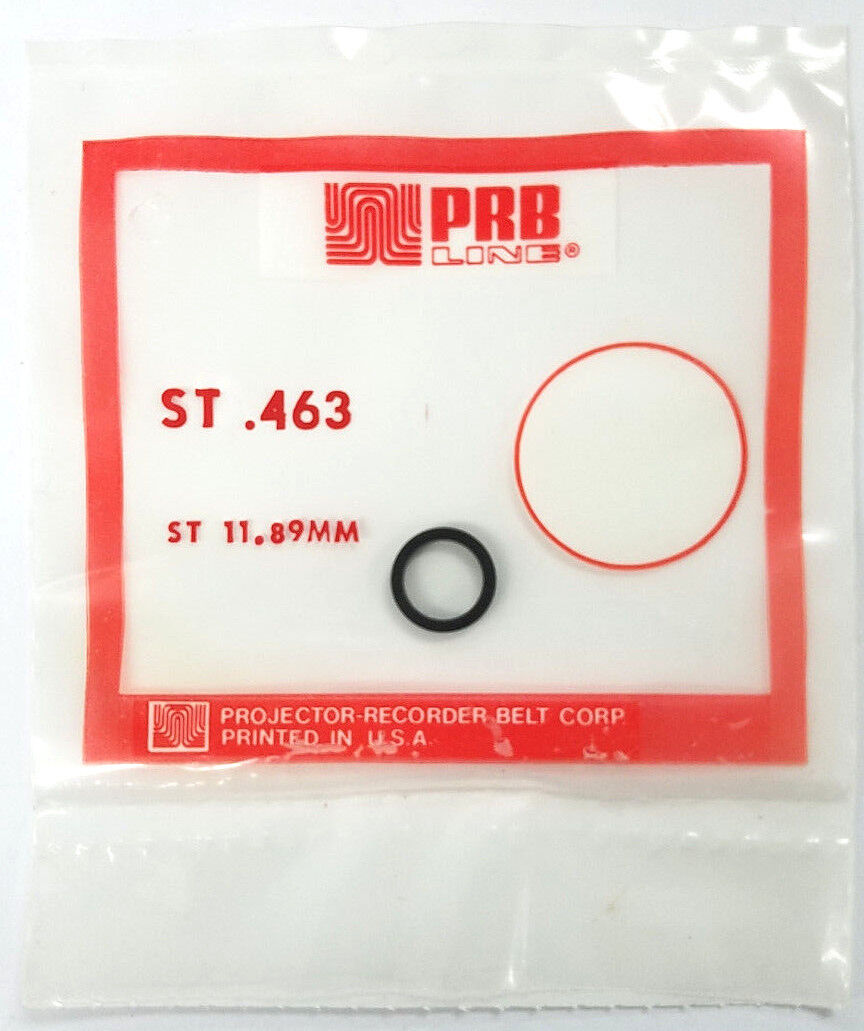 PRB
LINE®
ST .463
ST 11.89MM
PROJECTOR-RECORDER BELT CORP.
PRINTED IN U.S.A.